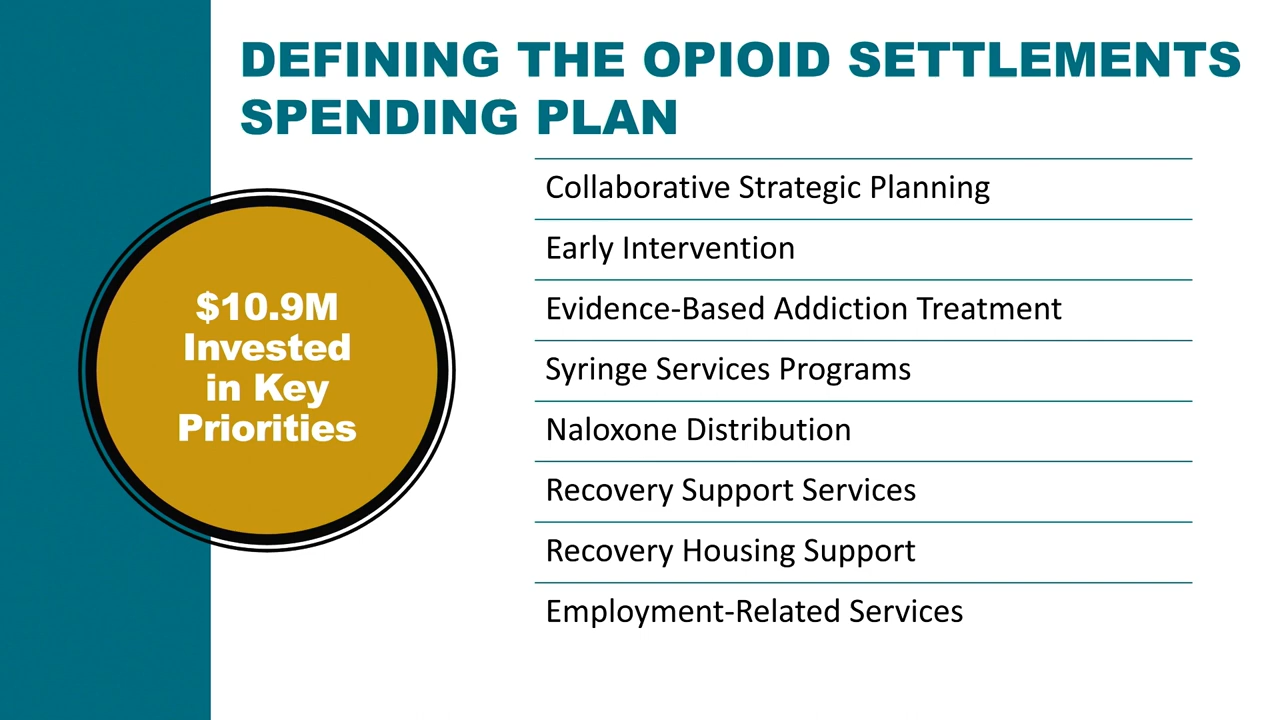 DEFINING THE OPIOID SETTLEMENTS
SPENDING PLAN
$10.9M
Invested
in Key
Priorities
Collaborative Strategic Planning
Early Intervention
Evidence-Based Addiction Treatment
Syringe Services Programs
Naloxone Distribution
Recovery Support Services
Recovery Housing Support
Employment-Related Services